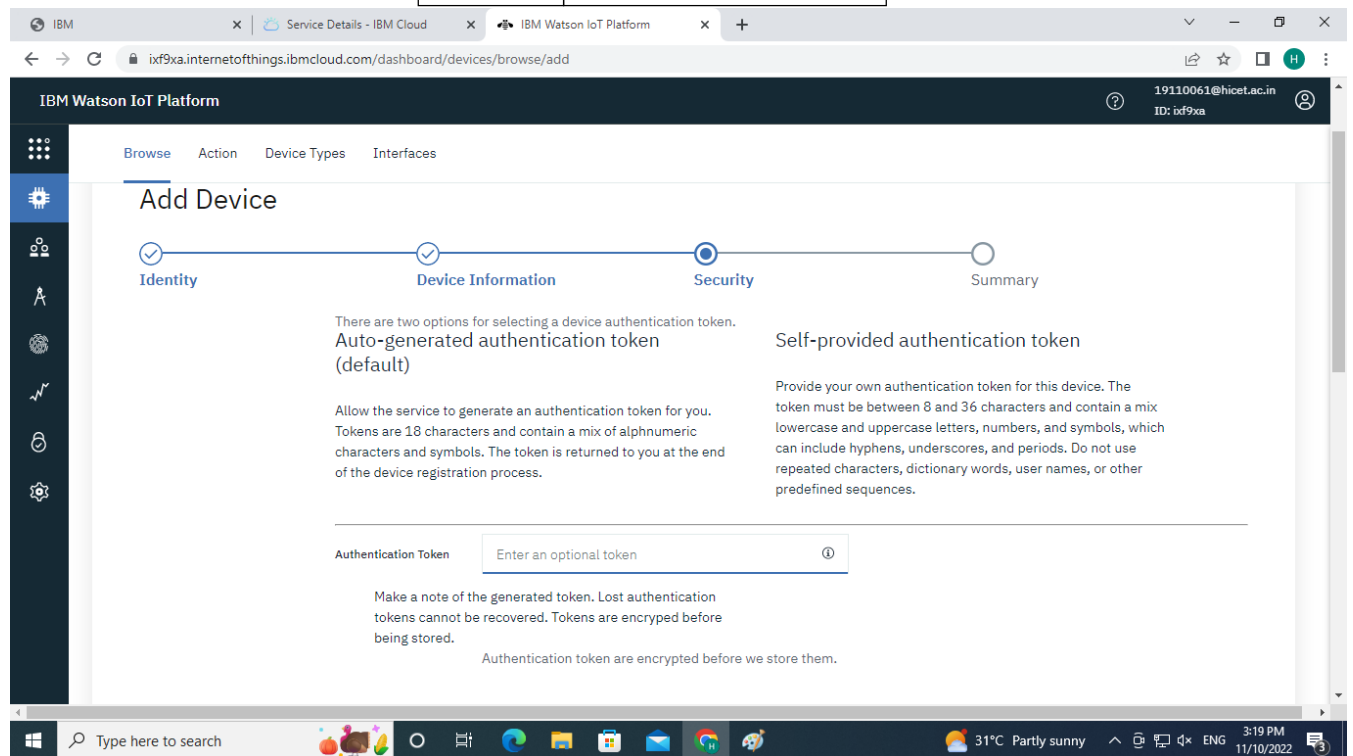 IBM
Service Details - IBM Cloud
IBM Watson IoT Platform
ixf9xa.internetofthings.ibmcloud.com/dashboard/devices/browse/add
H
IBM Watson IoT Platform
19110061@hicet.ac.in
ID: ixf9xa
Browse Action Device Types Interfaces
Add Device
Identity Device Information Security Summary
There are two options for selecting a device authentication token.
Auto-generated authentication token
(default)
Allow the service to generate an authentication token for you.
Tokens are 18 characters and contain a mix of alphnumeric
characters and symbols. The token is returned to you at the end
of the device registration process.
Self-provided authentication token
Provide your own authentication token for this device. The
token must be between 8 and 36 characters and contain a mix
lowercase and uppercase letters, numbers, and symbols, which
can include hyphens, underscores, and periods. Do not use
repeated characters, dictionary words, user names, or other
predefined sequences.
Authentication Token Enter an optional token
Make a note of the generated token. Lost authentication
tokens cannot be recovered. Tokens are encryped before
being stored.
Authentication token are encrypted before we store them.
Type here to search
31°C Partly sunny
ENG
3:19 PM
11/10/2022
3